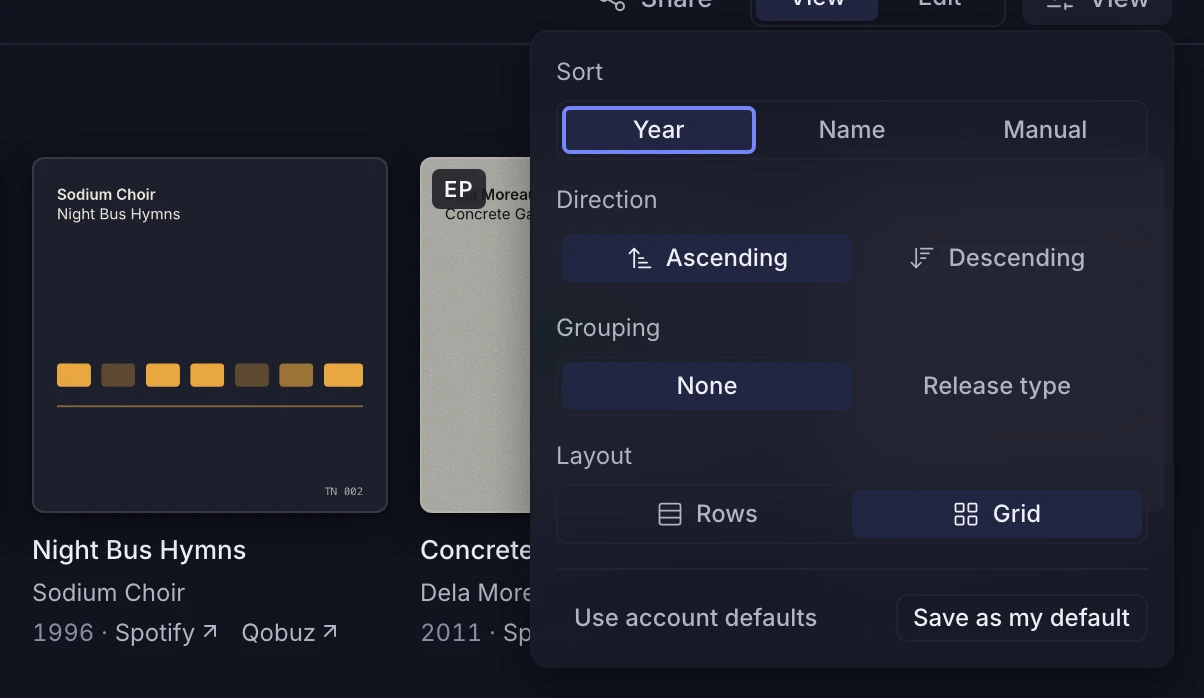 Share View Edit View
Sort
Year Name Manual
Direction
Ascending Descending
Grouping
None Release type
Layout
Rows Grid
Use account defaults Save as my default
Sodium Choir
Night Bus Hymns
TN 002
Night Bus Hymns
Sodium Choir
1996 · Spotify Qobuz
EP
Concrete
Dela
2011 ·